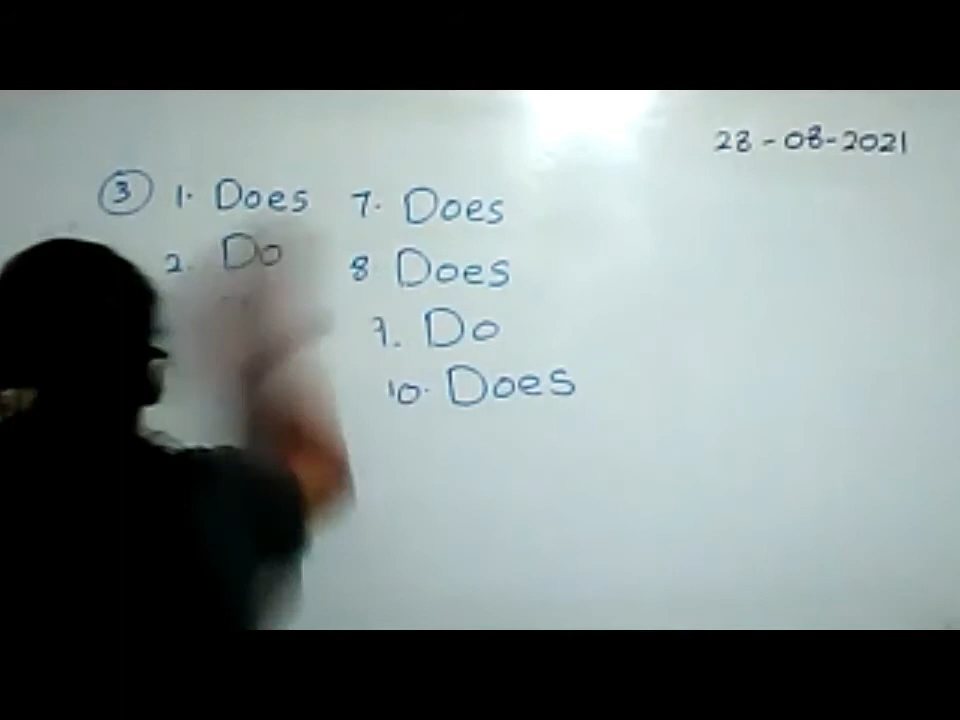 28-08-2021
③ 1. Does 7. Does
2. Do 8 Does
9. Do
10. Does